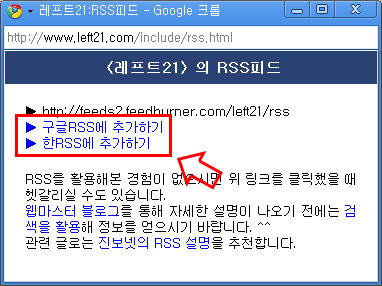 레프트21:RSS피드 - Google 크롬
http://www.left21.com/include/rss.html
<레프트21> 의 RSS피드
▶ http://feeds2.feedburner.com/left21/rss
▶ 구글RSS에 추가하기
▶ 한RSS에 추가하기
RSS를 활용해본 경험이 없으시면 위 링크를 클릭했을 때
헷갈리실 수도 있습니다.
웹마스터 블로그를 통해 자세한 설명이 나오기 전에는 검
색을 활용해 정보를 얻으시기 바랍니다. ^^
관련 글로는 진보넷의 RSS 설명을 추천합니다.